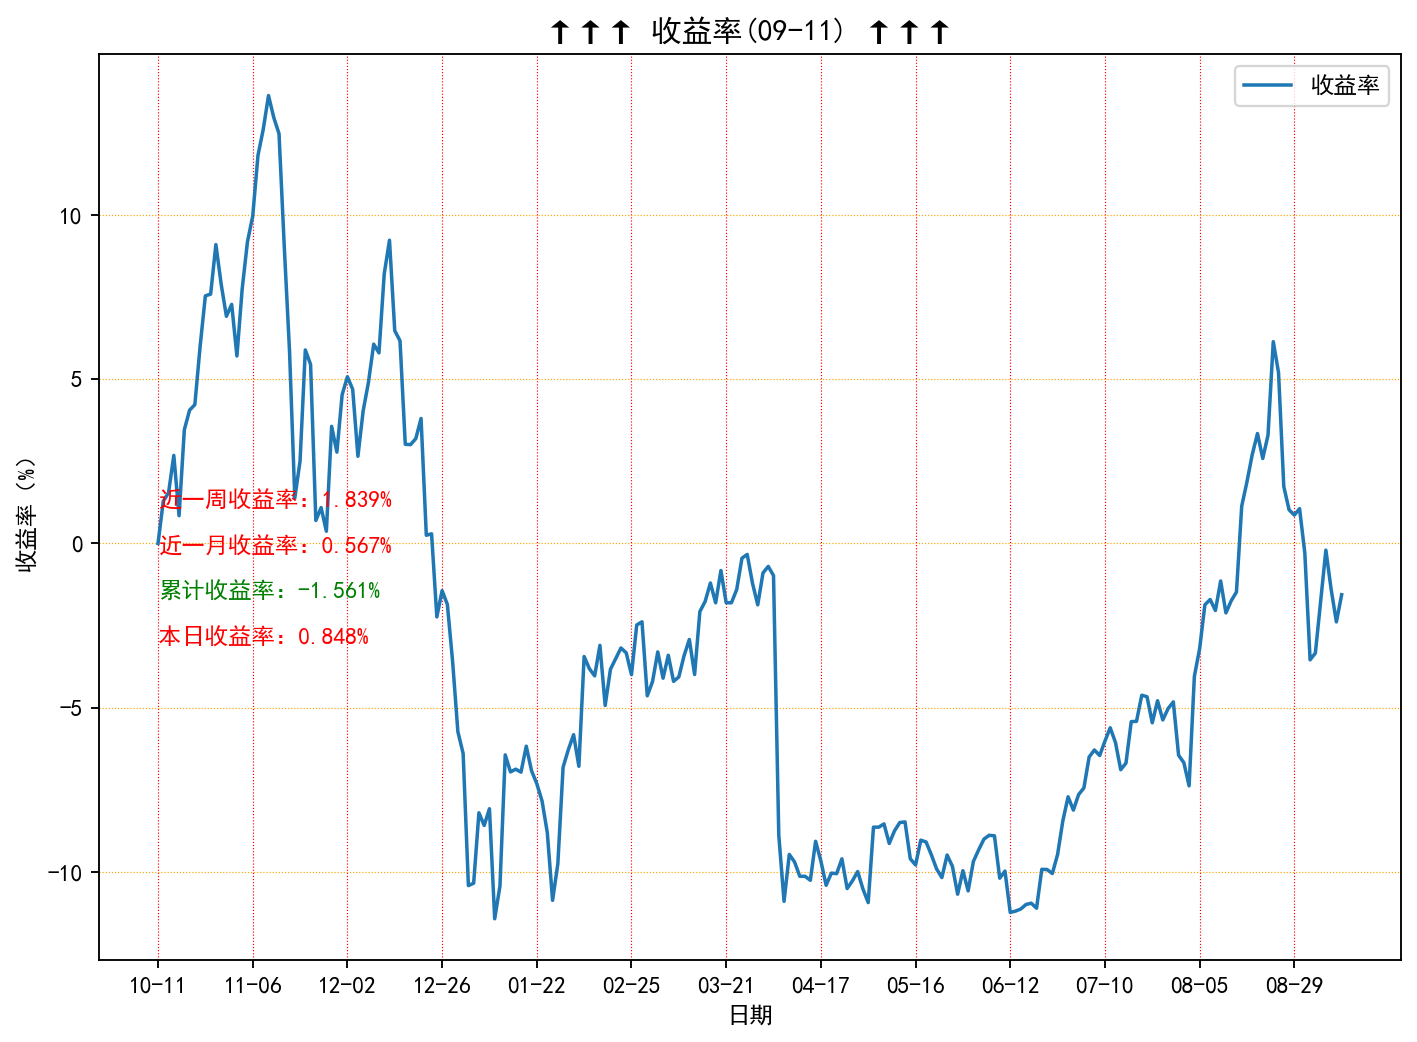 ↑↑↑ 收益率(09-11) ↑↑↑
收益率
收益率 (%)
10
5
0
-5
-10
近一周收益率: 1.839%
近一月收益率: 0.567%
累计收益率: -1.561%
本日收益率: 0.848%
10-11 11-06 12-02 12-26 01-22 02-25 03-21 04-17 05-16 06-12 07-10 08-05 08-29
日期